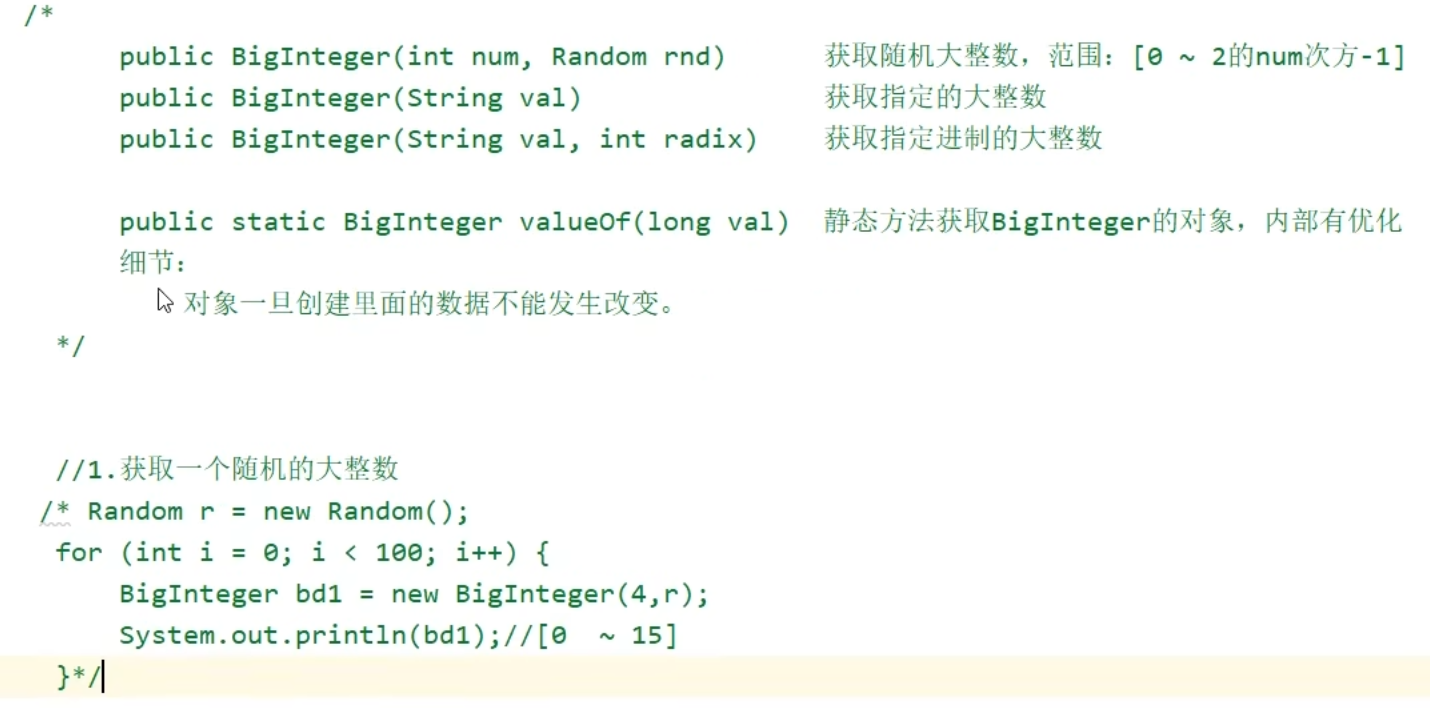 /*
public BigInteger(int num, Random rnd) 获取随机大整数，范围：[0 ~ 2的num次方-1]
public BigInteger(String val) 获取指定的大整数
public BigInteger(String val, int radix) 获取指定进制的大整数
public static BigInteger valueOf(long val) 静态方法获取BigInteger的对象，内部有优化
细节：
对象一旦创建里面的数据不能发生改变。
*/
//1.获取一个随机的大整数
/* Random r = new Random();
for (int i = 0; i < 100; i++) {
BigInteger bd1 = new BigInteger(4,r);
System.out.println(bd1);//[0 ~ 15]
}*/